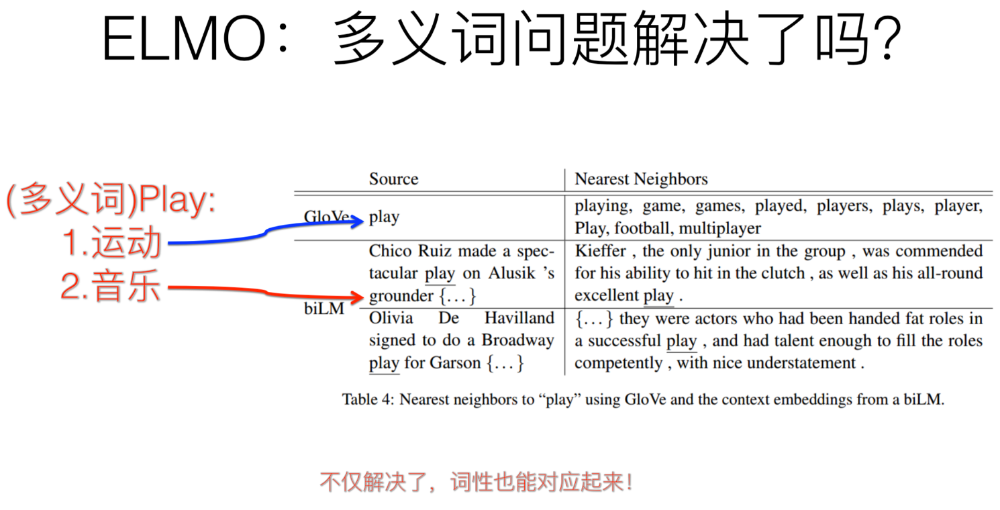 ELMO：多义词问题解决了吗？
(多义词)Play:
1.运动
2.音乐
Source
Nearest Neighbors
GloVe
play
playing, game, games, played, players, plays, player,
Play, football, multiplayer
biLM
Chico Ruiz made a spec-
tacular play on Alusik 's
grounder {...}
Kieffer , the only junior in the group , was commended
for his ability to hit in the clutch , as well as his all-round
excellent play .
Olivia De Havilland
signed to do a Broadway
play for Garson {...}
{...} they were actors who had been handed fat roles in
a successful play , and had talent enough to fill the roles
competently , with nice understatement .
Table 4: Nearest neighbors to “play” using GloVe and the context embeddings from a biLM.
不仅解决了，词性也能对应起来！